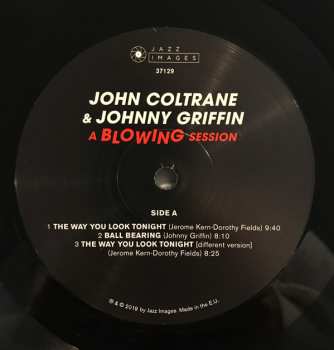 JAZZ
IMAGES
37129
JOHN COLTRANE
& JOHNNY GRIFFIN
A BLOWING SESSION
SIDE A
1 THE WAY YOU LOOK TONIGHT (Jerome Kern-Dorothy Fields) 9:40
2 BALL BEARING (Johnny Griffin) 8:10
3 THE WAY YOU LOOK TONIGHT [different version]
(Jerome Kern-Dorothy Fields) 8:25
℗ & © 2019 by Jazz Images. Made in the E.U.